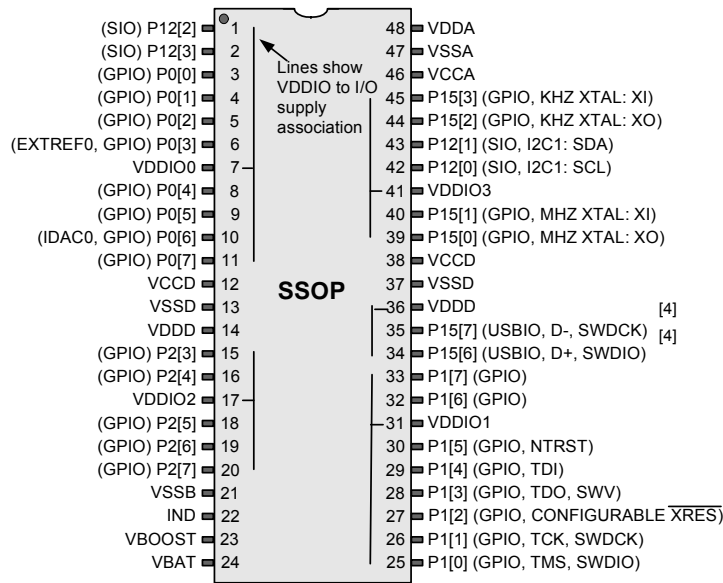 (SIO) P12[2] 1 48 VDDA
(SIO) P12[3] 2 47 VSSA
(GPIO) P0[0] 3 46 VCCA
(GPIO) P0[1] 4 45 P15[3] (GPIO, KHZ XTAL: XI)
(GPIO) P0[2] 5 44 P15[2] (GPIO, KHZ XTAL: XO)
(EXTREF0, GPIO) P0[3] 6 43 P12[1] (SIO, I2C1: SDA)
VDDIO0 7 42 P12[0] (SIO, I2C1: SCL)
(GPIO) P0[4] 8 41 VDDIO3
(GPIO) P0[5] 9 40 P15[1] (GPIO, MHZ XTAL: XI)
(IDAC0, GPIO) P0[6] 10 39 P15[0] (GPIO, MHZ XTAL: XO)
(GPIO) P0[7] 11 38 VCCD
VCCD 12 37 VSSD
VSSD 13 36 VDDD [4]
VDDD 14 35 P15[7] (USBIO, D-, SWDCK) [4]
(GPIO) P2[3] 15 34 P15[6] (USBIO, D+, SWDIO)
(GPIO) P2[4] 16 33 P1[7] (GPIO)
VDDIO2 17 32 P1[6] (GPIO)
(GPIO) P2[5] 18 31 VDDIO1
(GPIO) P2[6] 19 30 P1[5] (GPIO, NTRST)
(GPIO) P2[7] 20 29 P1[4] (GPIO, TDI)
VSSB 21 28 P1[3] (GPIO, TDO, SWV)
IND 22 27 P1[2] (GPIO, CONFIGURABLE XRES)
VBOOST 23 26 P1[1] (GPIO, TCK, SWDCK)
VBAT 24 25 P1[0] (GPIO, TMS, SWDIO)
Lines show
VDDIO to I/O
supply
association
SSOP